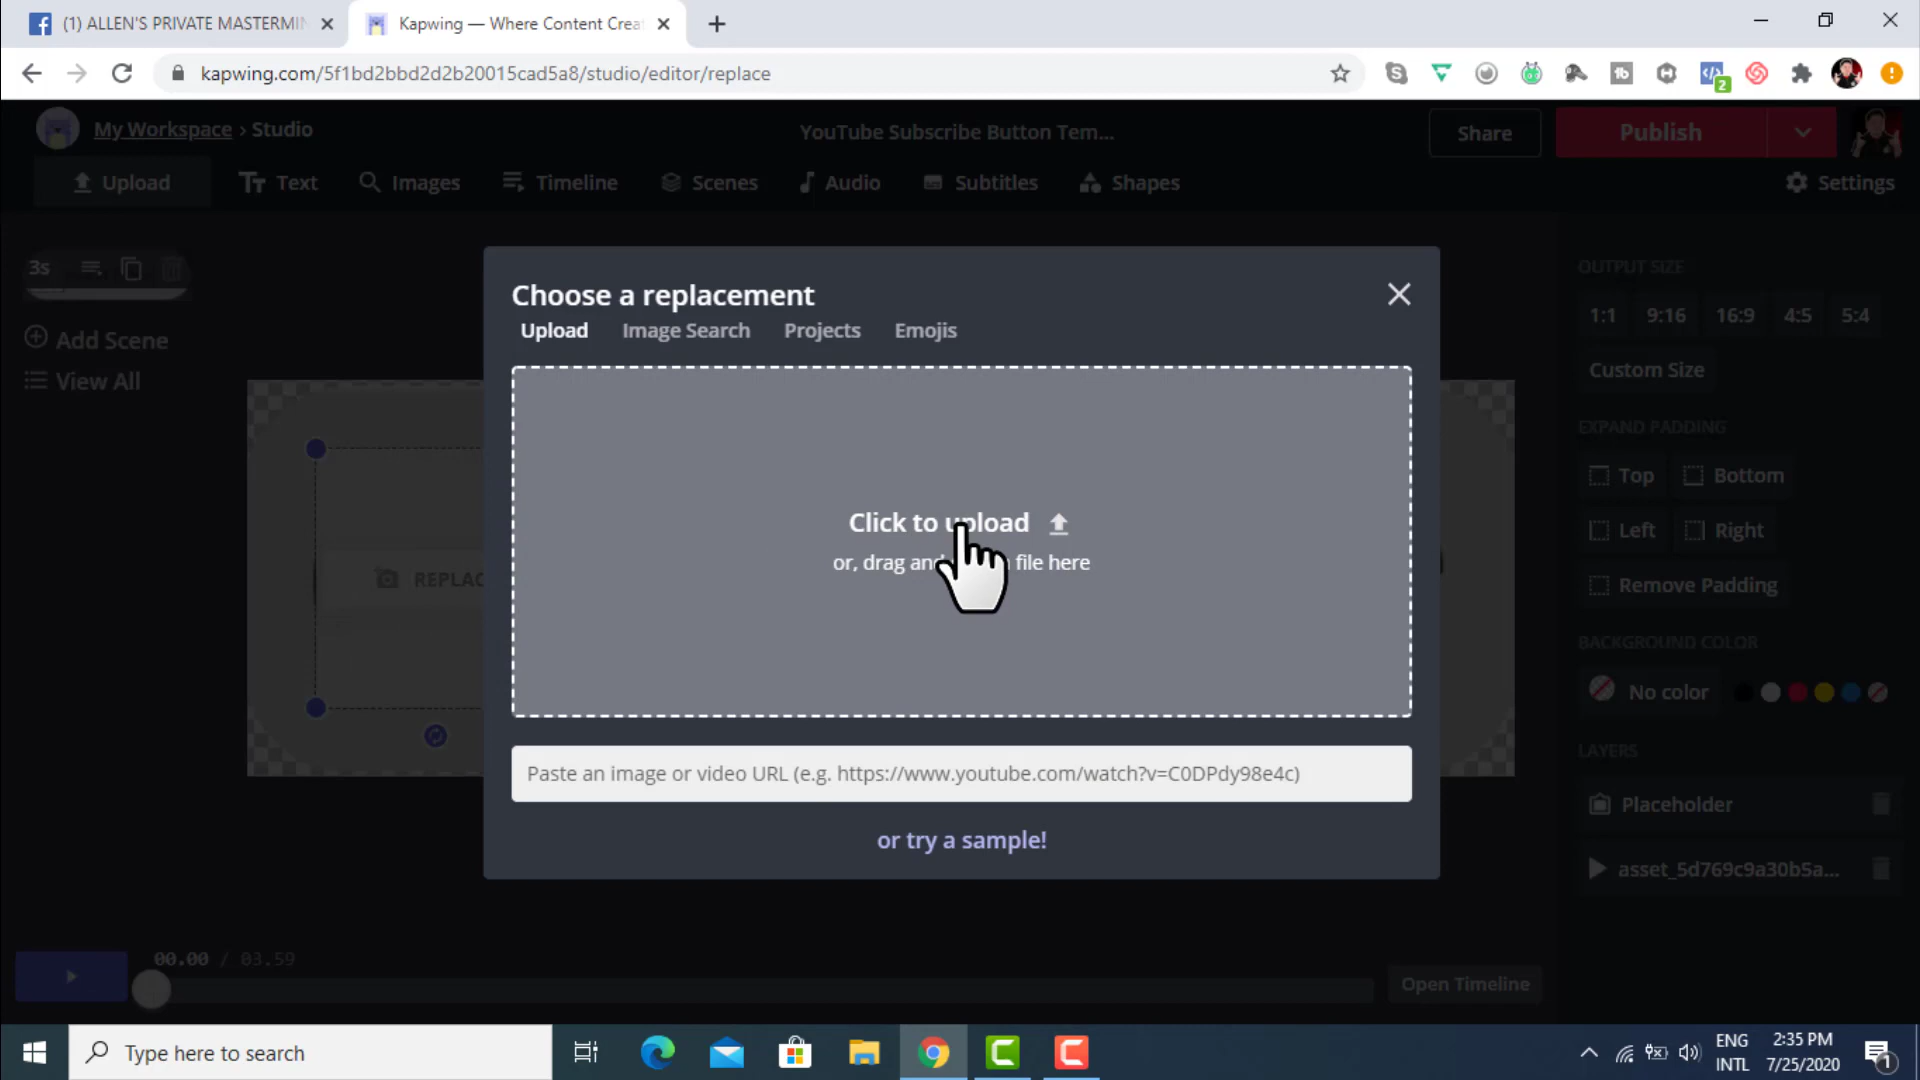 (1) ALLEN'S PRIVATE MASTERMIN
Kapwing — Where Content Crea
kapwing.com/5f1bd2bbd2d2b20015cad5a8/studio/editor/replace
2
My Workspace › Studio
YouTube Subscribe Button Tem...
Share
Publish
Upload
Text
Images
Timeline
Scenes
Audio
Subtitles
Shapes
Settings
3s
Add Scene
View All
REPLAC
Choose a replacement
Upload
Image Search
Projects
Emojis
Click to upload
or, drag and file here
Paste an image or video URL (e.g. https://www.youtube.com/watch?v=C0DPdy98e4c)
or try a sample!
OUTPUT SIZE
1:1 9:16 16:9 4:5 5:4
Custom Size
EXPAND PADDING
Top Bottom
Left Right
Remove Padding
BACKGROUND COLOR
No color
LAYERS
Placeholder
asset_5d769c9a30b5a...
00.00 / 03.59
Open Timeline
Type here to search
ENG
INTL
2:35 PM
7/25/2020
1